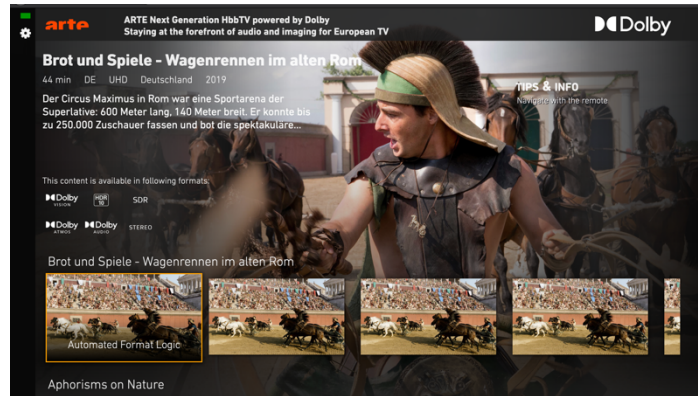 arte
ARTE Next Generation HbbTV powered by Dolby
Staying at the forefront of audio and imaging for European TV
Dolby
Brot und Spiele - Wagenrennen im alten Rom
44 min DE UHD Deutschland 2019
Der Circus Maximus in Rom war eine Sportarena der
Superlative: 600 Meter lang, 140 Meter breit. Er konnte bis
zu 250.000 Zuschauer fassen und bot die spektakuläre...
TIPS & INFO
Navigate with the remote
This content is available in following formats:
Dolby VISION HDR 10 SDR
Dolby ATMOS Dolby AUDIO STEREO
Brot und Spiele - Wagenrennen im alten Rom
Automated Format Logic
Aphorisms on Nature